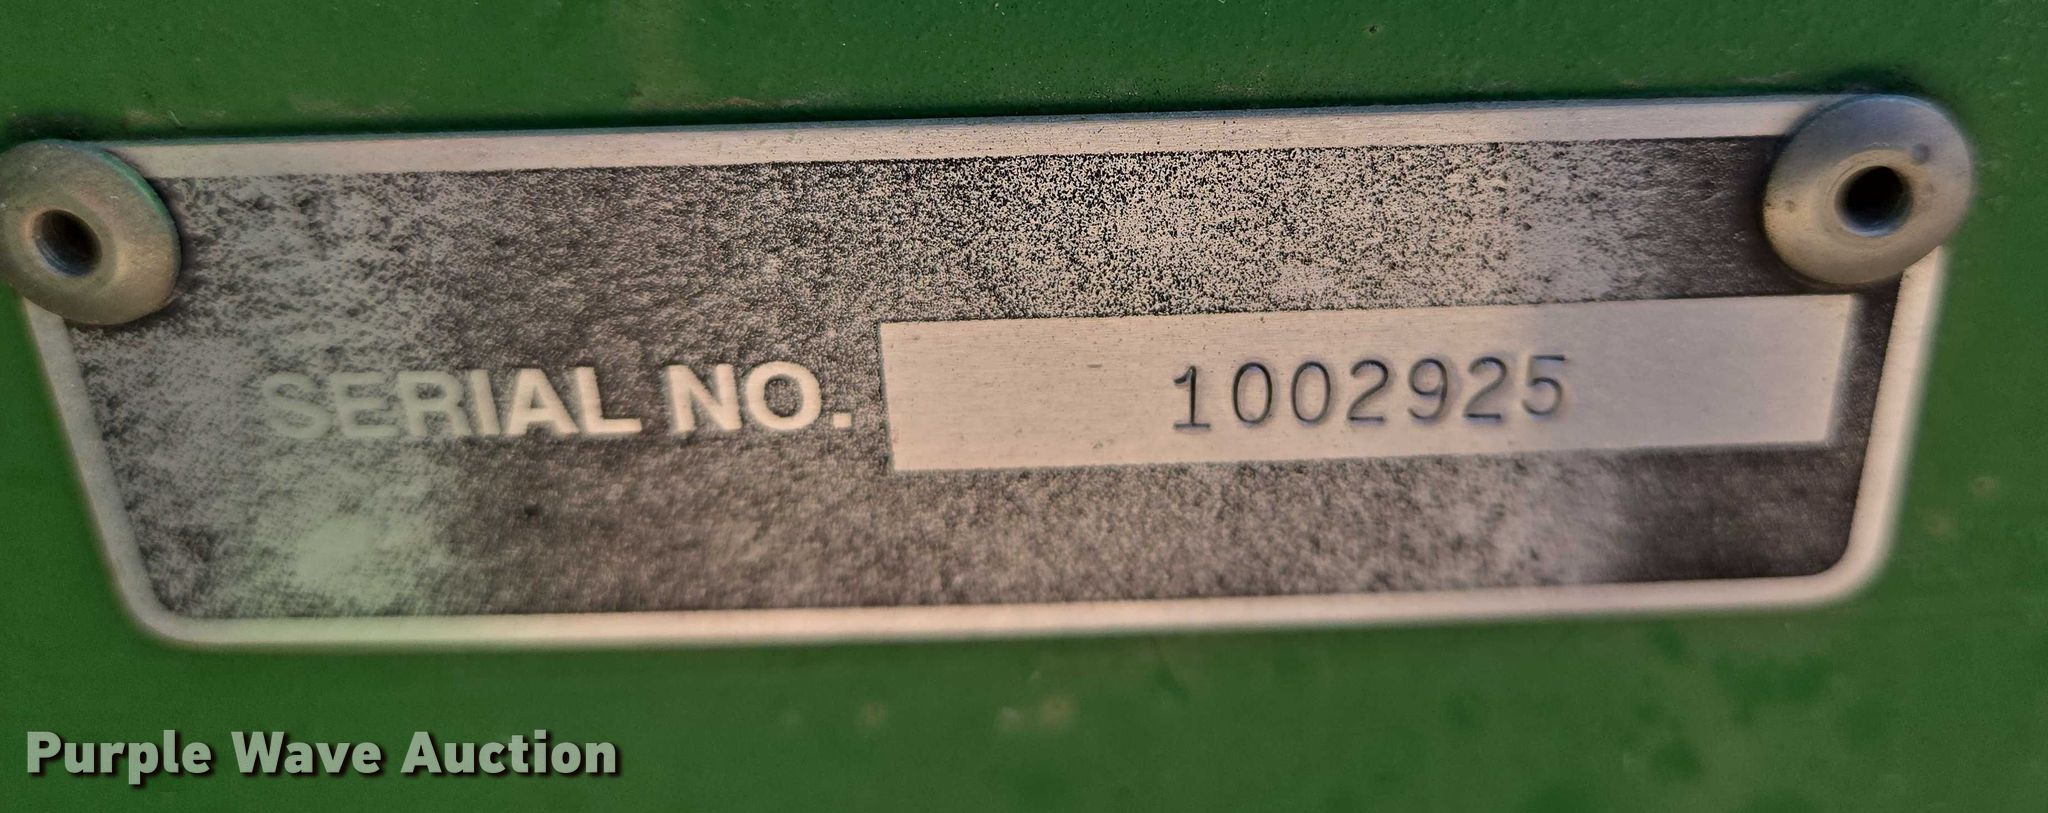 SERIAL NO. 1002925
Purple Wave Auction